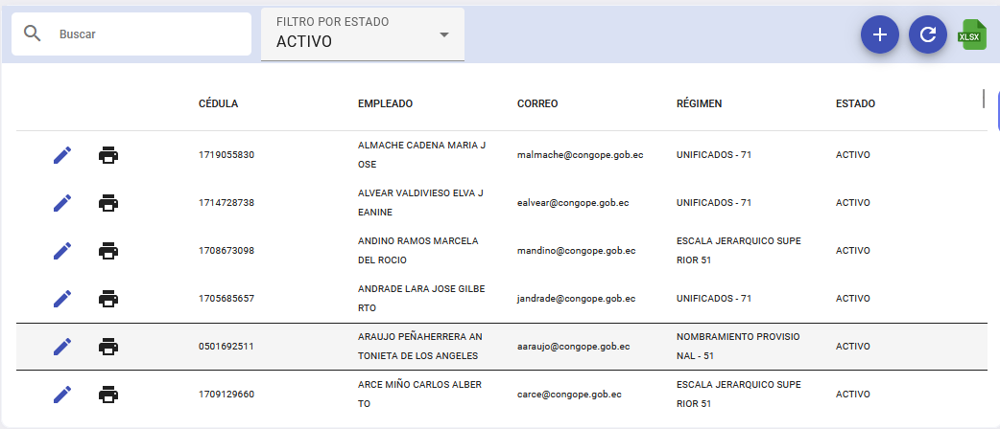 Buscar
FILTRO POR ESTADO
ACTIVO
XLSX
CÉDULA EMPLEADO CORREO RÉGIMEN ESTADO
1719055830 ALMACHE CADENA MARIA J malmache@congope.gob.ec UNIFICADOS - 71 ACTIVO
OSE
1714728738 ALVEAR VALDIVIESO ELVA J ealvear@congope.gob.ec UNIFICADOS - 71 ACTIVO
EANINE
1708673098 ANDINO RAMOS MARCELA mandino@congope.gob.ec ESCALA JERARQUICO SUPE ACTIVO
DEL ROCIO RIOR 51
1705685657 ANDRADE LARA JOSE GILBE jandrade@congope.gob.ec UNIFICADOS - 71 ACTIVO
RTO
0501692511 ARAUJO PEÑAHERRERA AN aaraujo@congope.gob.ec NOMBRAMIENTO PROVISIO ACTIVO
TONIETA DE LOS ANGELES NAL - 51
1709129660 ARCE MIÑO CARLOS ALBER carce@congope.gob.ec ESCALA JERARQUICO SUPE ACTIVO
TO RIOR 51